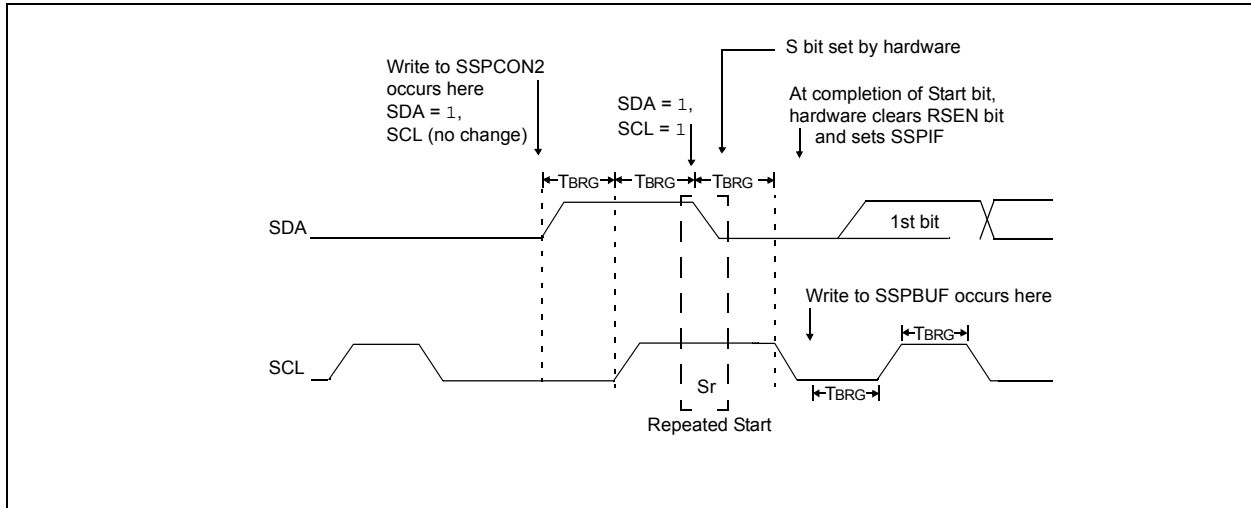 S bit set by hardware
Write to SSPCON2
occurs here
SDA = 1,
SCL (no change)
SDA = 1,
SCL = 1
At completion of Start bit,
hardware clears RSEN bit
and sets SSPIF
TBRG TBRG TBRG
SDA
1st bit
Write to SSPBUF occurs here
TBRG
SCL
Sr
TBRG
Repeated Start